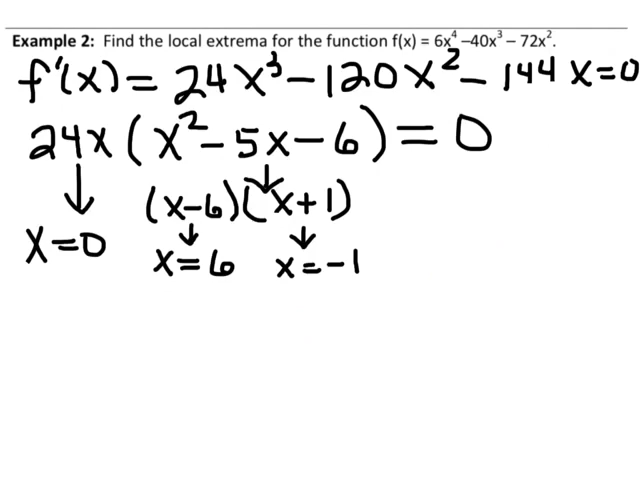 Example 2: Find the local extrema for the function f(x) = 6x⁴ −40x³ − 72x².
f'(x) = 24x³ − 120x² − 144x=0
24x(x² − 5x − 6) = 0
(x−6)(x+1)
x=0
x=6 x=−1